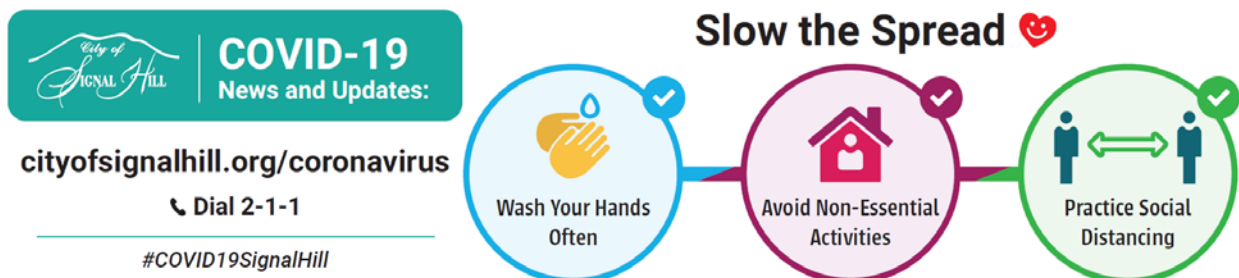 City of
Signal Hill
COVID-19
News and Updates:
cityofsignalhill.org/coronavirus
Dial 2-1-1
#COVID19SignalHill
Slow the Spread
Wash Your Hands
Often
Avoid Non-Essential
Activities
Practice Social
Distancing